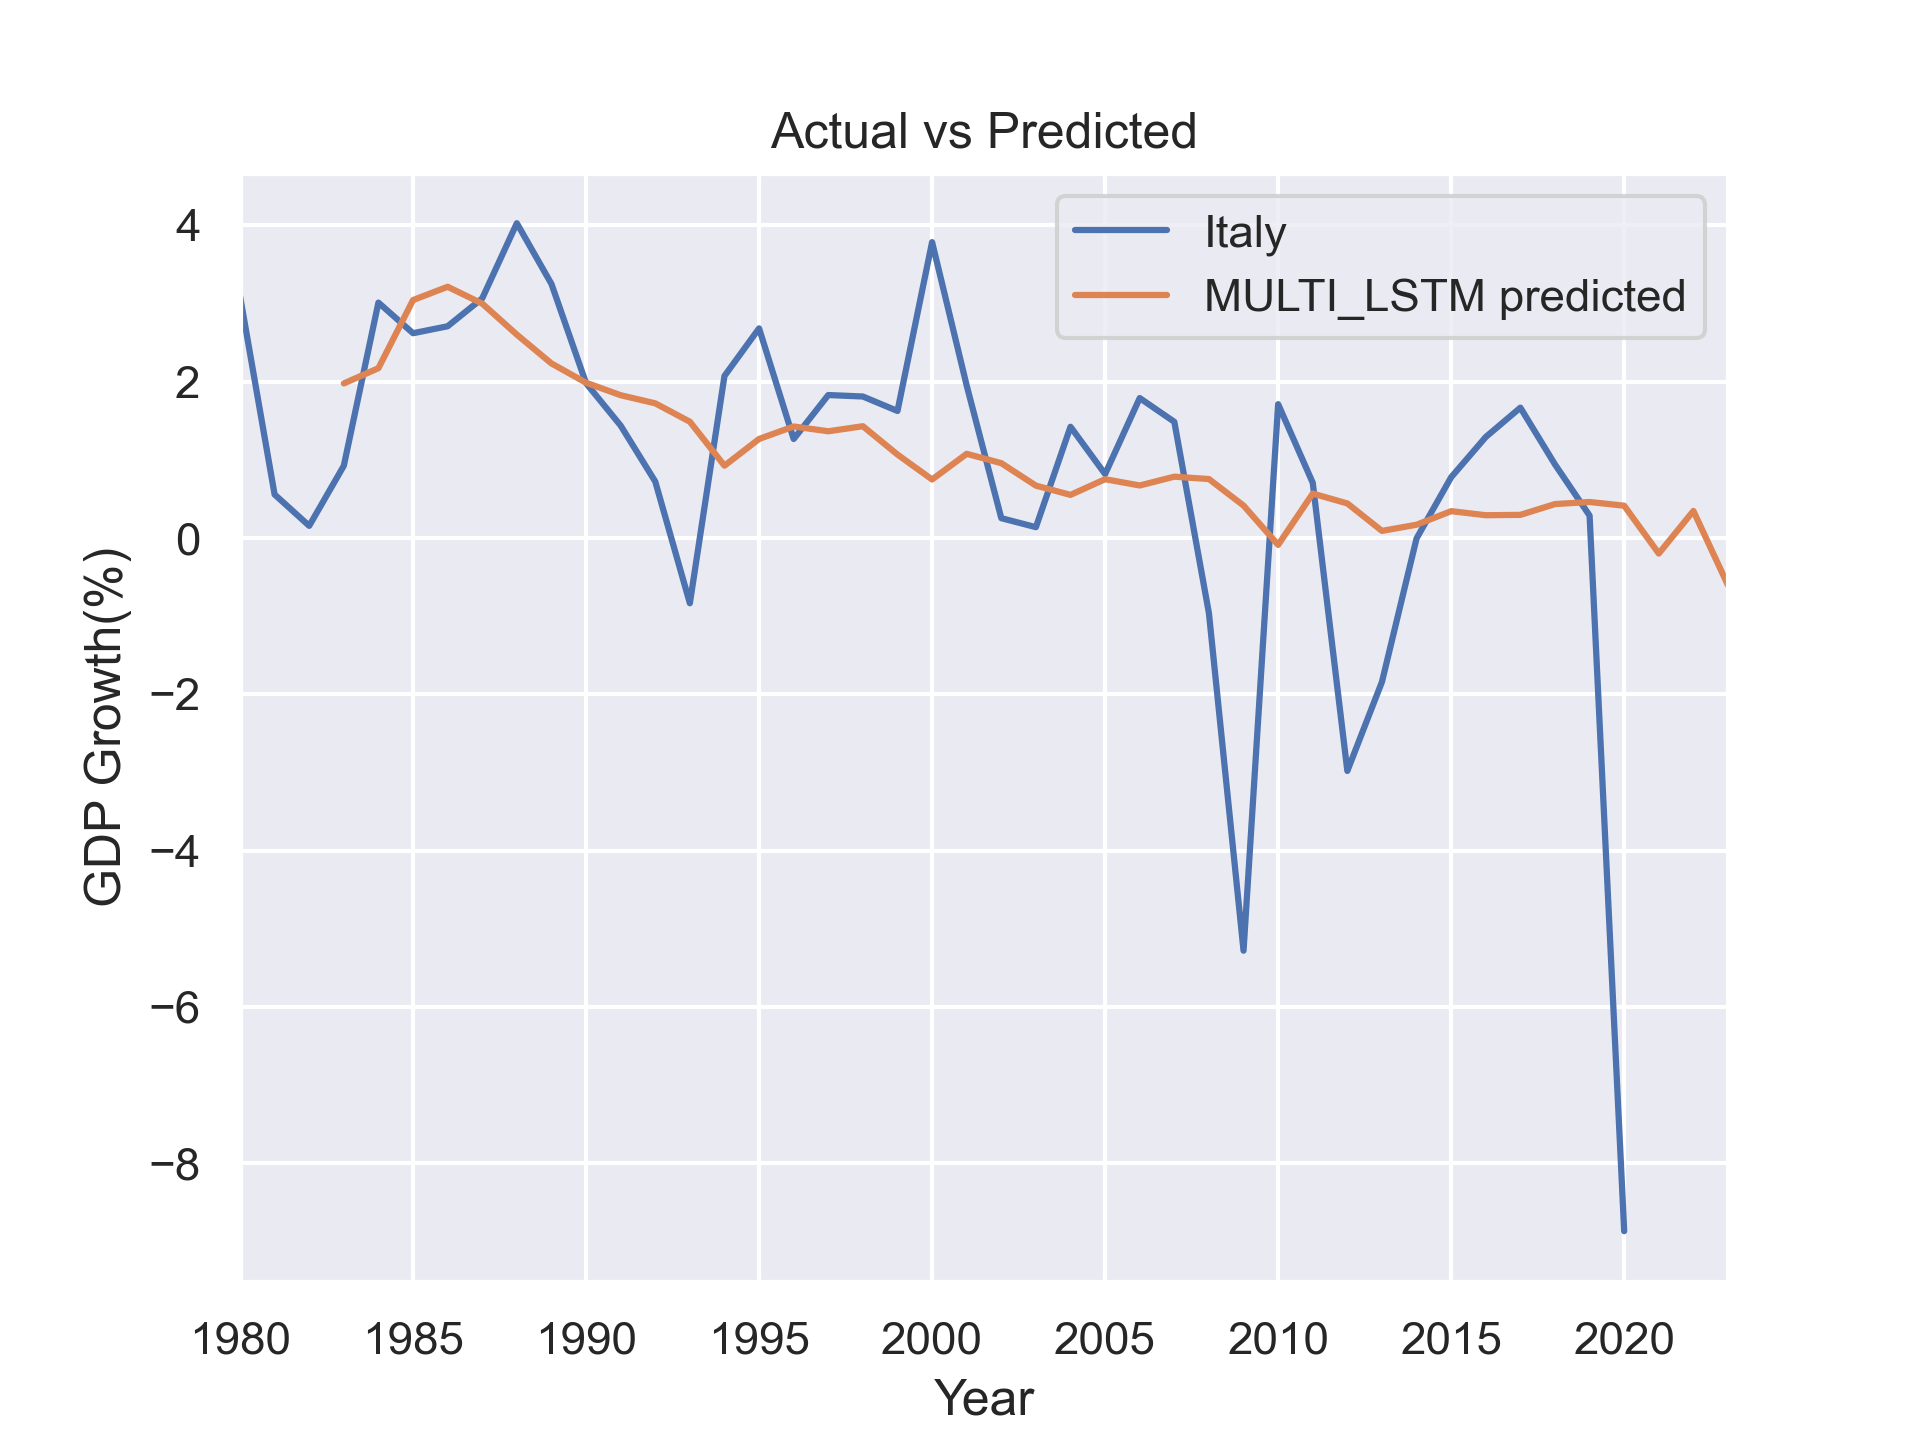 Actual vs Predicted
Italy
MULTI_LSTM predicted
GDP Growth(%)
4
2
0
−2
−4
−6
−8
1980 1985 1990 1995 2000 2005 2010 2015 2020
Year